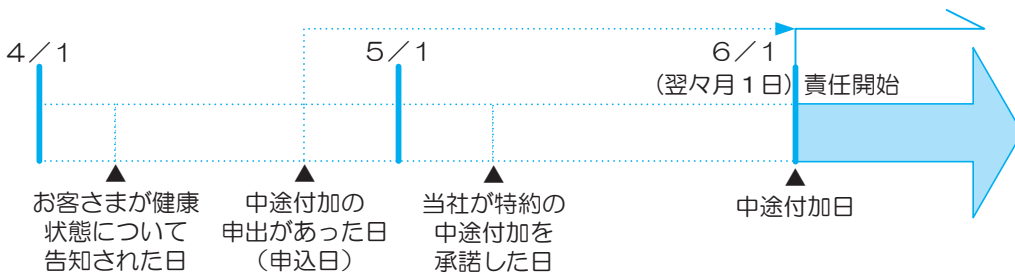 4／1
5／1
6／1
（翌々月１日）責任開始
▲
お客さまが健康
状態について
告知された日
▲
中途付加の
申出があった日
（申込日）
▲
当社が特約の
中途付加を
承諾した日
▲
中途付加日